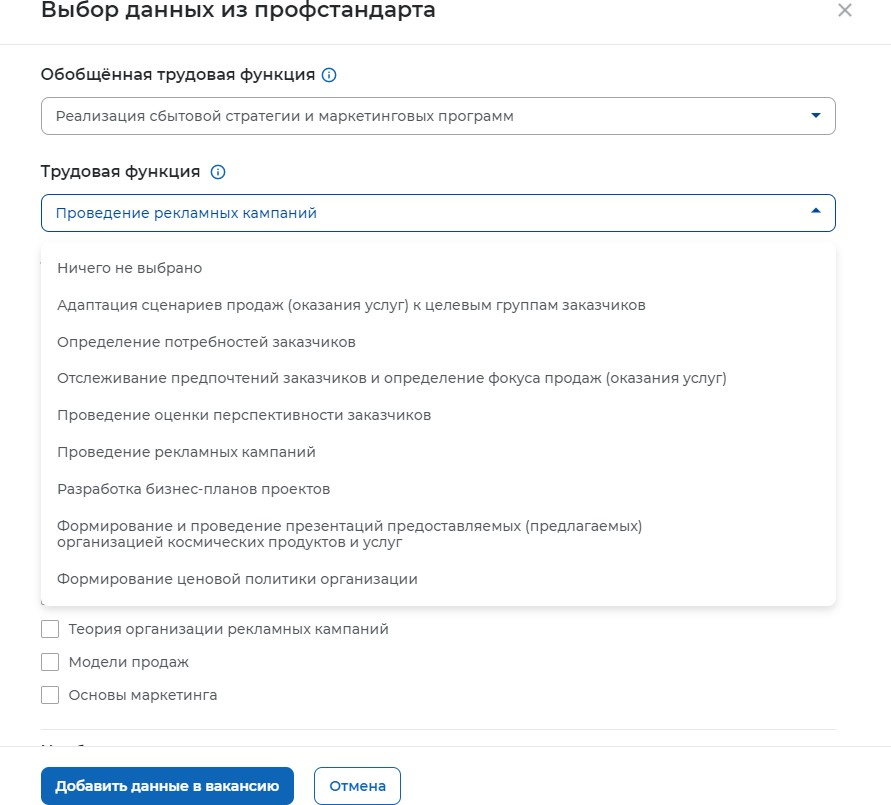 Выбор данных из профстандарта
Обобщённая трудовая функция
Реализация сбытовой стратегии и маркетинговых программ
Трудовая функция
Проведение рекламных кампаний
Ничего не выбрано
Адаптация сценариев продаж (оказания услуг) к целевым группам заказчиков
Определение потребностей заказчиков
Отслеживание предпочтений заказчиков и определение фокуса продаж (оказания услуг)
Проведение оценки перспективности заказчиков
Проведение рекламных кампаний
Разработка бизнес-планов проектов
Формирование и проведение презентаций предоставляемых (предлагаемых)
организацией космических продуктов и услуг
Формирование ценовой политики организации
Теория организации рекламных кампаний
Модели продаж
Основы маркетинга
Добавить данные в вакансию
Отмена